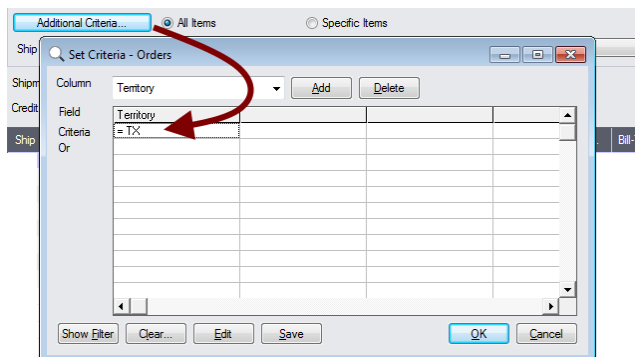 Additional Criteria... All Items Specific Items
Ship
Set Criteria - Orders
Shipm
Column Territory Add Delete
Credit
Field Territory
Criteria = TX
Ship Bill-
Or
Show Filter Clear... Edit Save OK Cancel